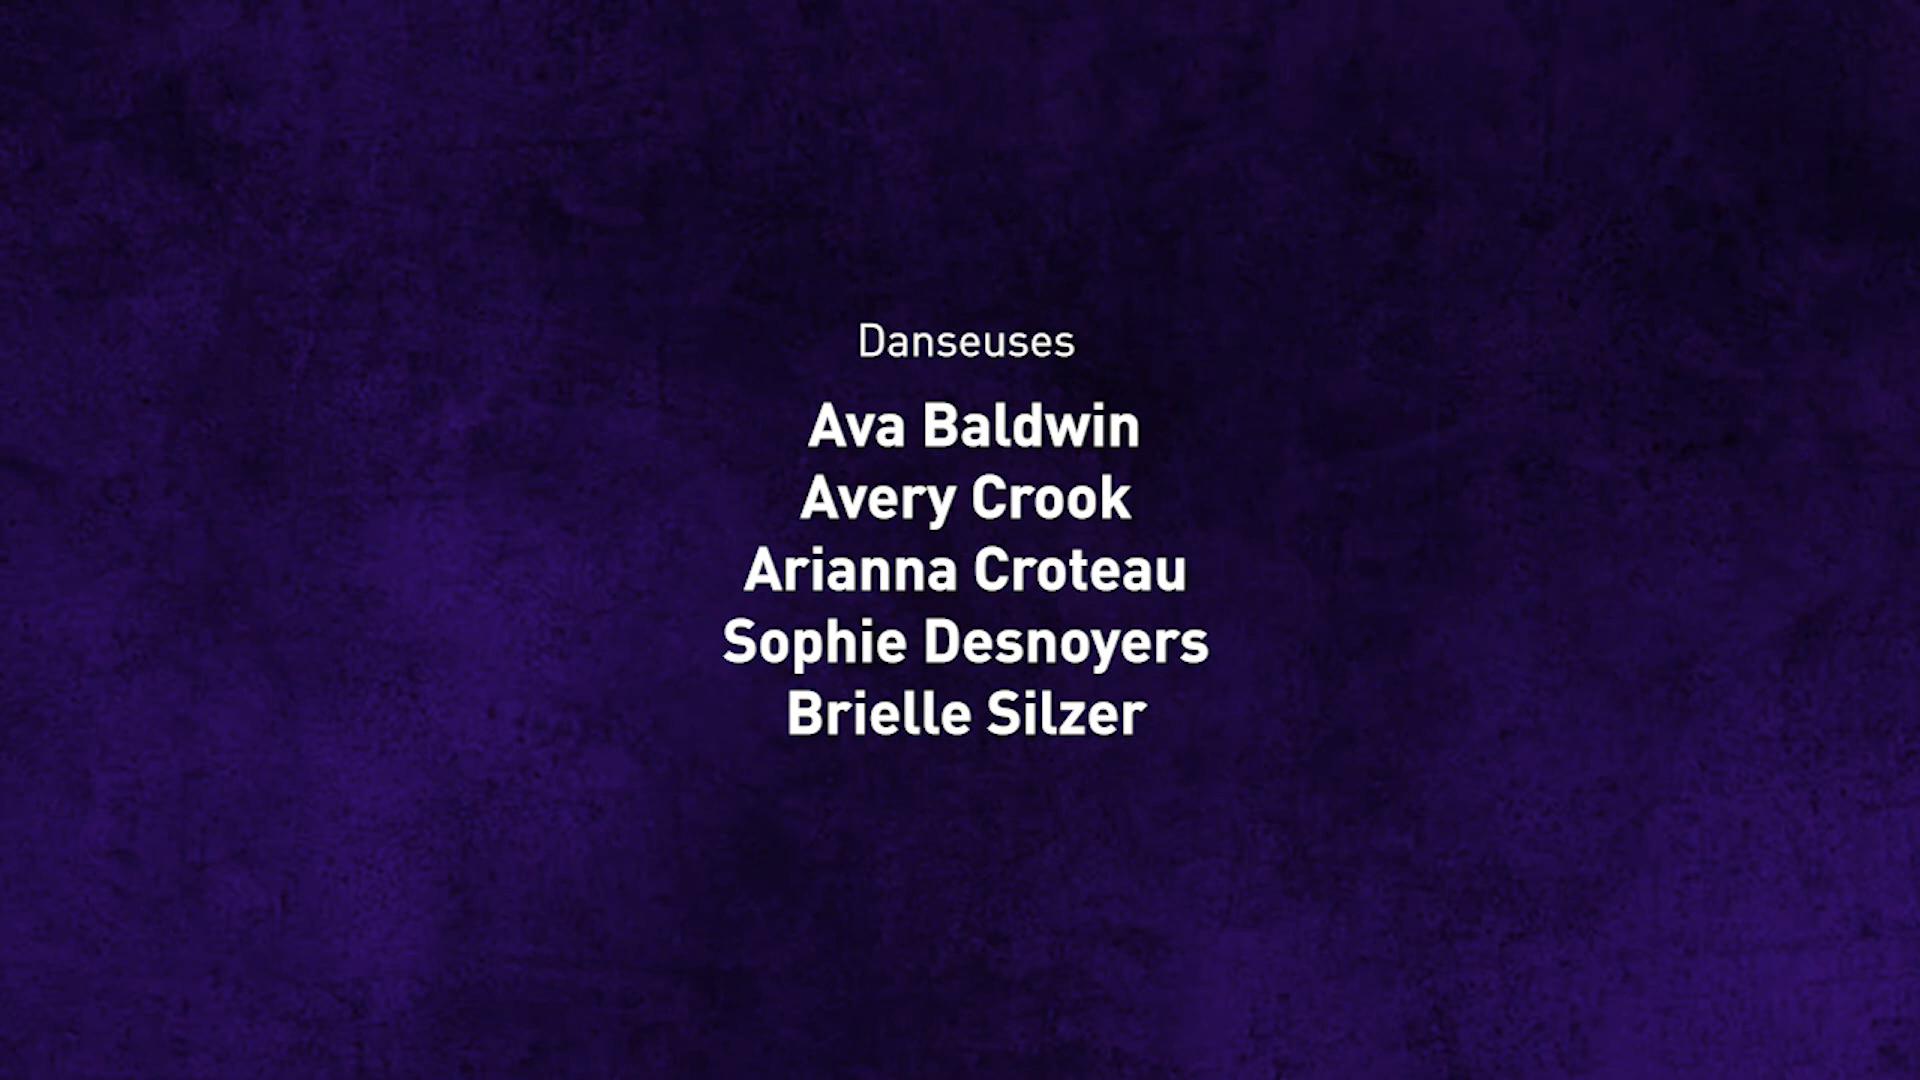 Danseuses
Ava Baldwin
Avery Crook
Arianna Croteau
Sophie Desnoyers
Brielle Silzer